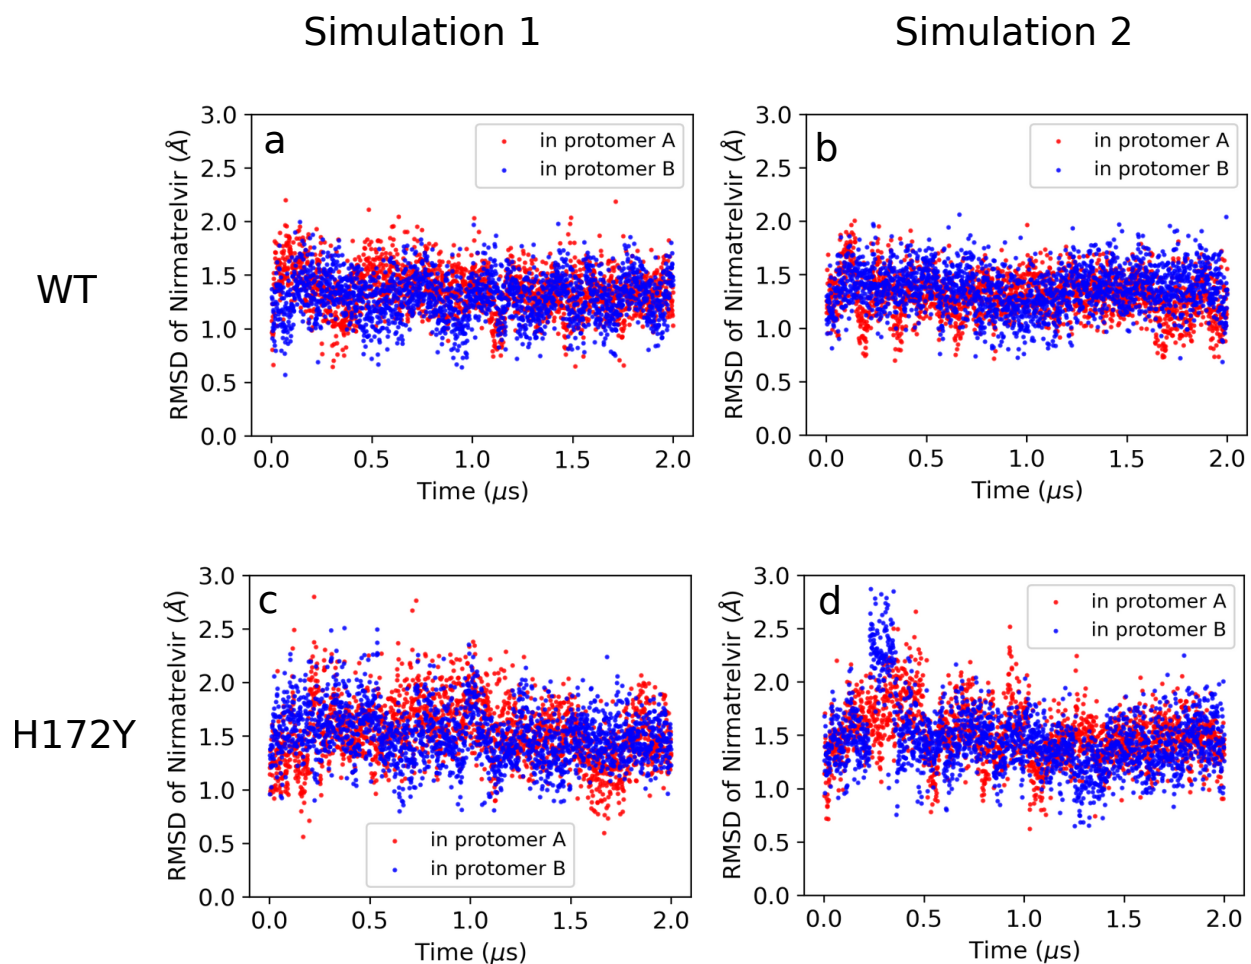 Simulation 1
Simulation 2
WT
H172Y
a
in protomer A
in protomer B
RMSD of Nirmatrelvir (Å)
3.0
2.5
2.0
1.5
1.0
0.5
0.0
0.0 0.5 1.0 1.5 2.0
Time (μs)
b
in protomer A
in protomer B
RMSD of Nirmatrelvir (Å)
3.0
2.5
2.0
1.5
1.0
0.5
0.0
0.0 0.5 1.0 1.5 2.0
Time (μs)
c
in protomer A
in protomer B
RMSD of Nirmatrelvir (Å)
3.0
2.5
2.0
1.5
1.0
0.5
0.0
0.0 0.5 1.0 1.5 2.0
Time (μs)
d
in protomer A
in protomer B
RMSD of Nirmatrelvir (Å)
3.0
2.5
2.0
1.5
1.0
0.5
0.0
0.0 0.5 1.0 1.5 2.0
Time (μs)